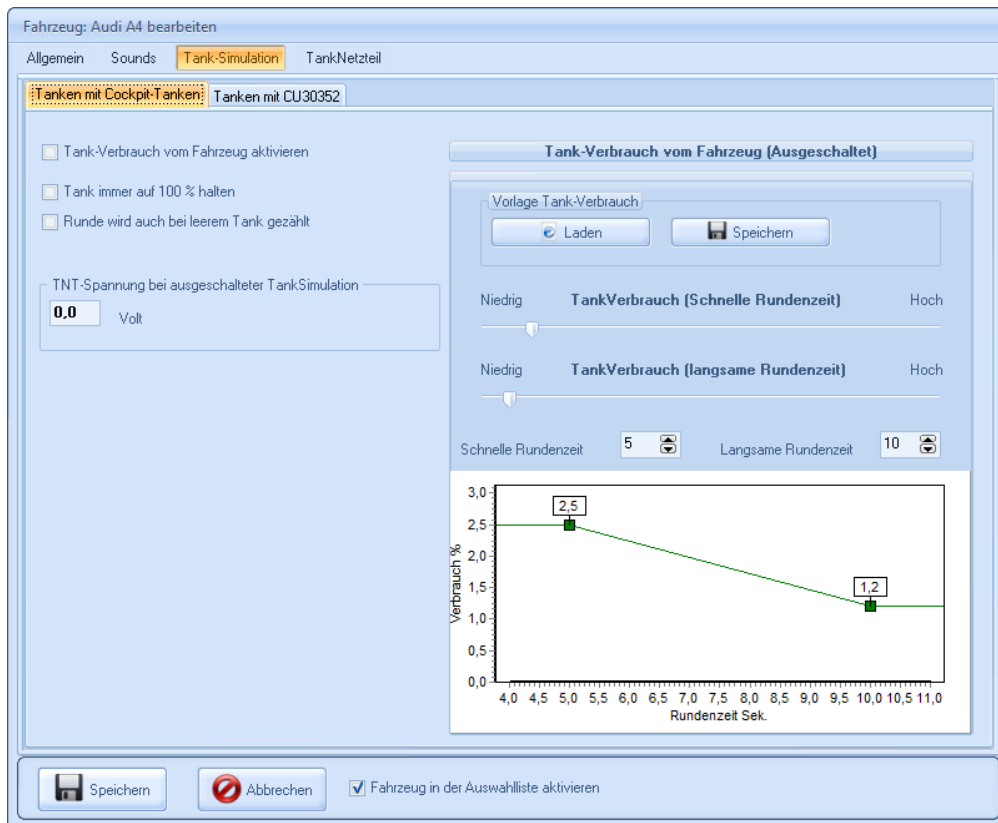 Fahrzeug: Audi A4 bearbeiten
Allgemein Sounds Tank-Simulation TankNetzteil
Tanken mit Cockpit-Tanken Tanken mit CU30352
Tank-Verbrauch vom Fahrzeug aktivieren
Tank immer auf 100 % halten
Runde wird auch bei leerem Tank gezählt
TNT-Spannung bei ausgeschalteter TankSimulation
0,0 Volt
Tank-Verbrauch vom Fahrzeug (Ausgeschaltet)
Vorlage Tank-Verbrauch
Laden Speichern
Niedrig TankVerbrauch (Schnelle Rundenzeit) Hoch
Niedrig TankVerbrauch (langsame Rundenzeit) Hoch
Schnelle Rundenzeit 5 Langsame Rundenzeit 10
Verbrauch %
3,0
2,5
2,0
1,5
1,0
0,5
0,0
2,5
1,2
4,0 4,5 5,0 5,5 6,0 6,5 7,0 7,5 8,0 8,5 9,0 9,5 10,0 10,5 11,0
Rundenzeit Sek.
Speichern Abbrechen Fahrzeug in der Auswahlliste aktivieren